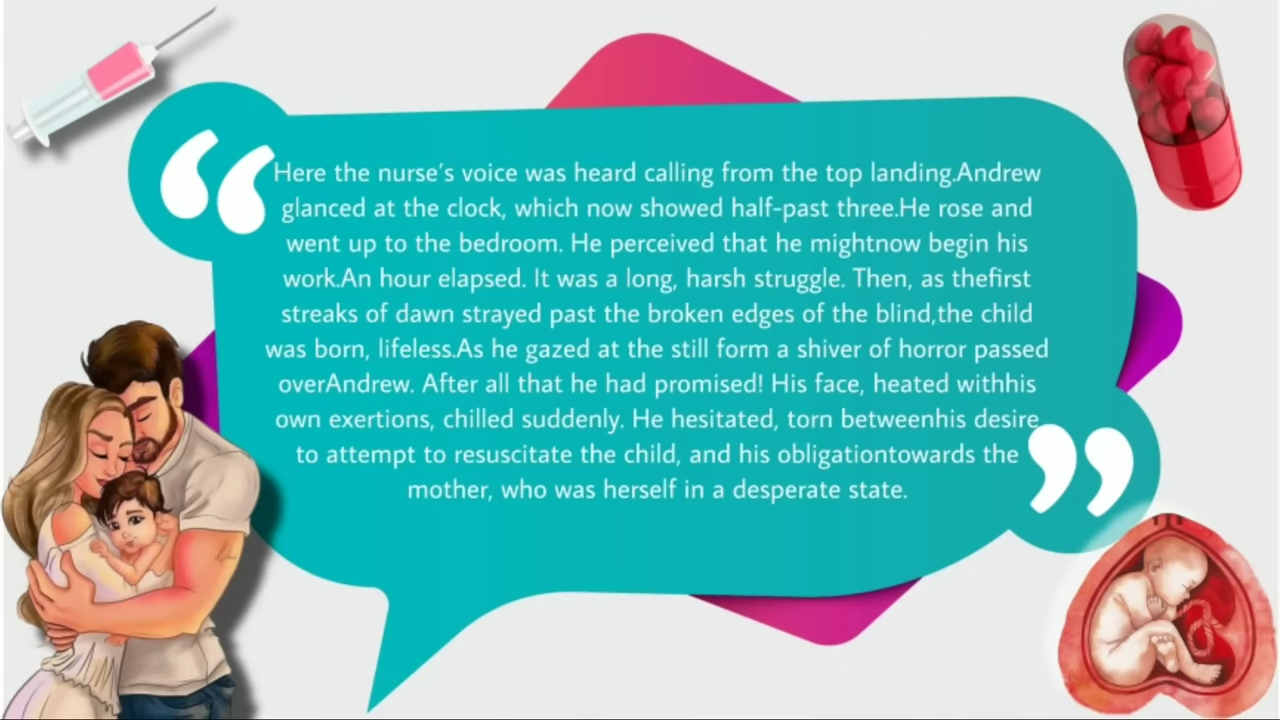 Here the nurse's voice was heard calling from the top landing.Andrew
glanced at the clock, which now showed half-past three.He rose and
went up to the bedroom. He perceived that he mightnow begin his
work.An hour elapsed. It was a long, harsh struggle. Then, as thefirst
streaks of dawn strayed past the broken edges of the blind,the child
was born, lifeless.As he gazed at the still form a shiver of horror passed
overAndrew. After all that he had promised! His face, heated withhis
own exertions, chilled suddenly. He hesitated, torn betweenhis desire
to attempt to resuscitate the child, and his obligationtowards the
mother, who was herself in a desperate state.